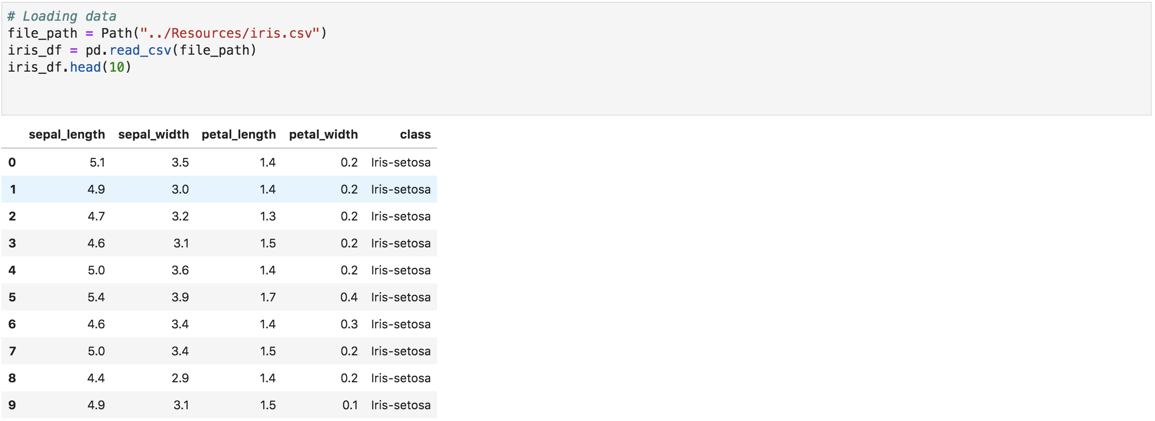 # Loading data
file_path = Path("../Resources/iris.csv")
iris_df = pd.read_csv(file_path)
iris_df.head(10)
sepal_length sepal_width petal_length petal_width class
0 5.1 3.5 1.4 0.2 Iris-setosa
1 4.9 3.0 1.4 0.2 Iris-setosa
2 4.7 3.2 1.3 0.2 Iris-setosa
3 4.6 3.1 1.5 0.2 Iris-setosa
4 5.0 3.6 1.4 0.2 Iris-setosa
5 5.4 3.9 1.7 0.4 Iris-setosa
6 4.6 3.4 1.4 0.3 Iris-setosa
7 5.0 3.4 1.5 0.2 Iris-setosa
8 4.4 2.9 1.4 0.2 Iris-setosa
9 4.9 3.1 1.5 0.1 Iris-setosa